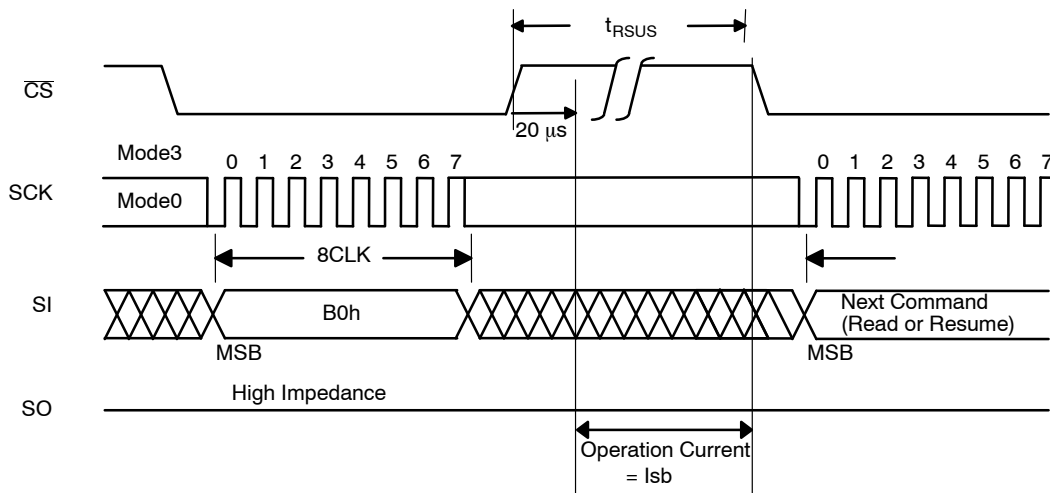 tRSUS
CS
20 μs
Mode3
0 1 2 3 4 5 6 7
0 1 2 3 4 5 6 7
SCK
Mode0
8CLK
SI
B0h
Next Command
(Read or Resume)
MSB
MSB
High Impedance
SO
Operation Current
= Isb